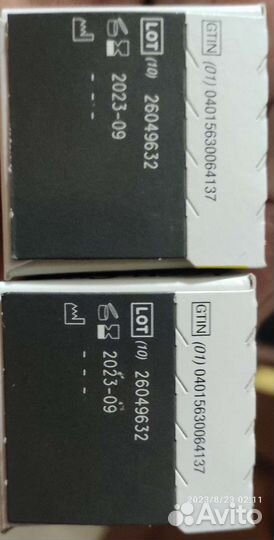 GTIN (01) 04015630064137
LOT (10) 26049632
2023-09
- - -
GTIN (01) 04015630064137
LOT (10) 26049632
2023-09
- - -
2023/8/23 02:11
Avito